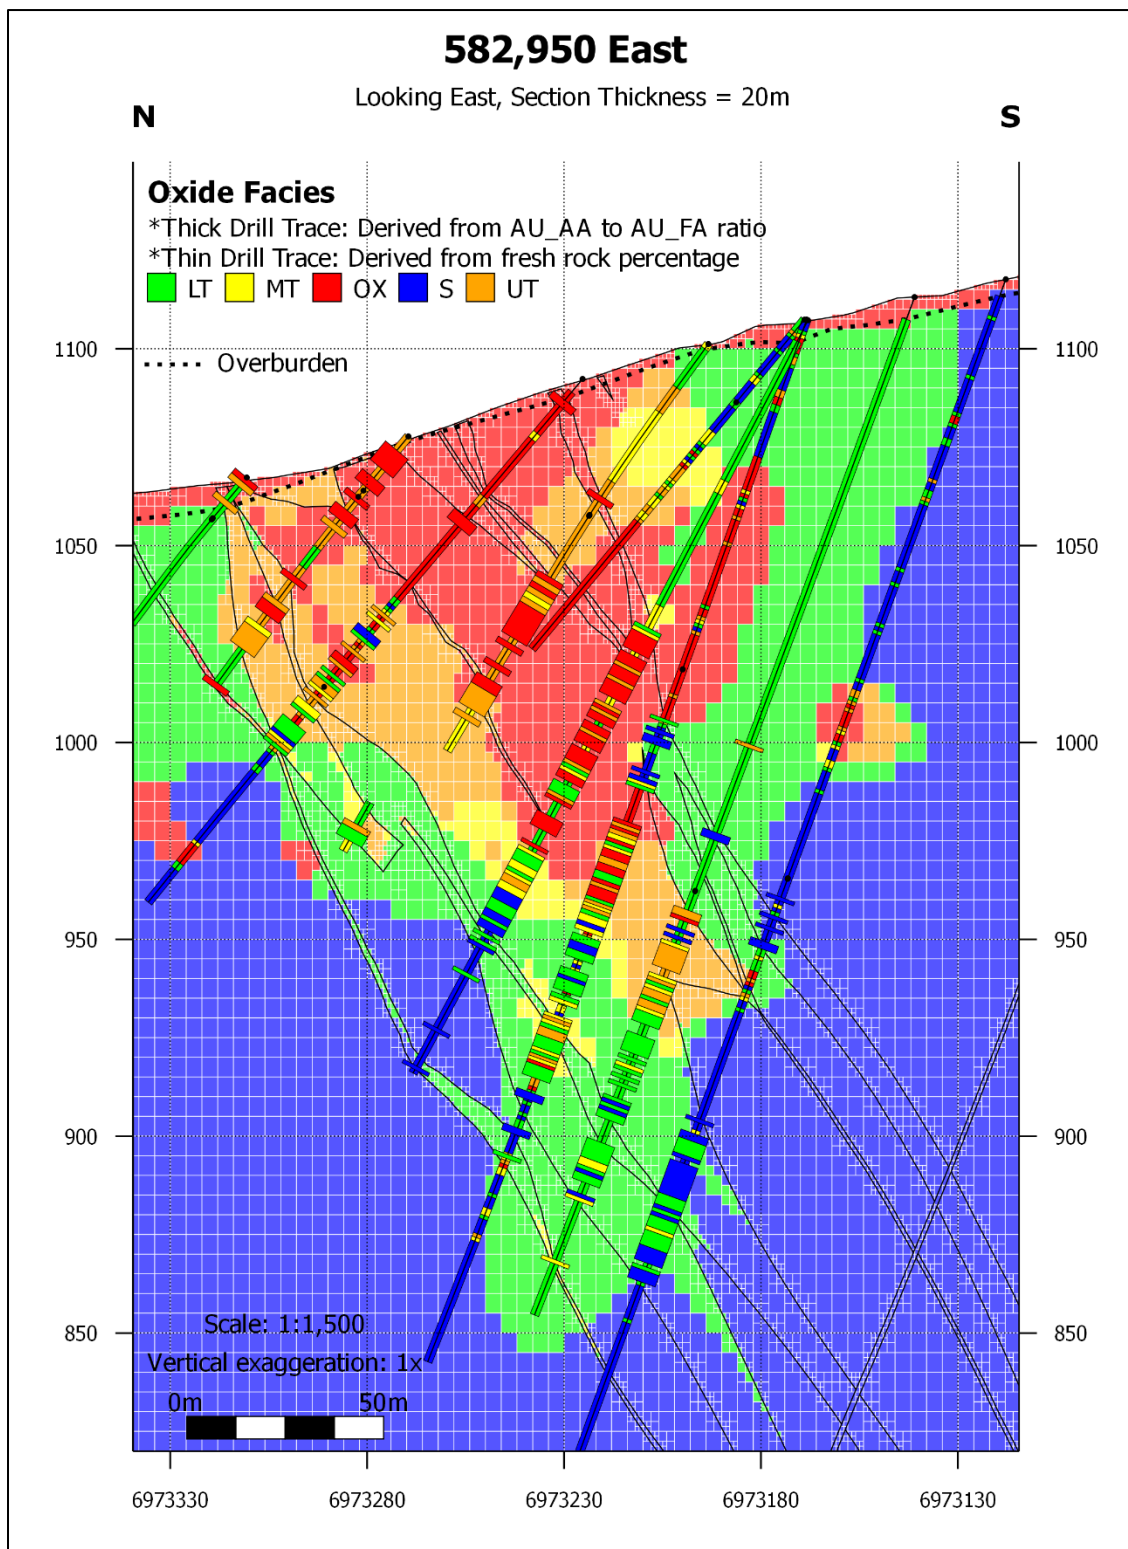 582,950 East
Looking East, Section Thickness = 20m
N S
Oxide Facies
*Thick Drill Trace: Derived from AU_AA to AU_FA ratio
*Thin Drill Trace: Derived from fresh rock percentage
LT MT OX S UT
Overburden
1100 1100
1050 1050
1000 1000
950 950
900 900
850 850
Scale: 1:1,500
Vertical exaggeration: 1x
0m 50m
6973330 6973280 6973230 6973180 6973130